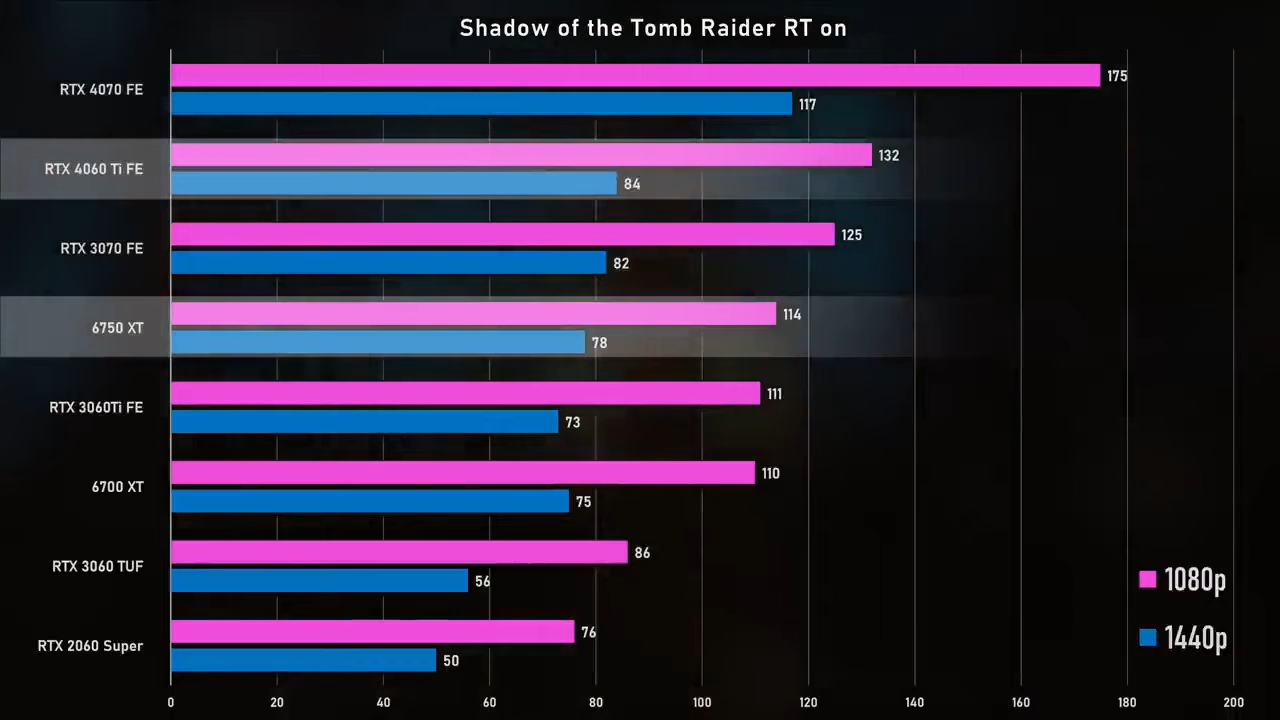 Shadow of the Tomb Raider RT on
RTX 4070 FE
175
117
RTX 4060 Ti FE
132
84
RTX 3070 FE
125
82
6750 XT
114
78
RTX 3060Ti FE
111
73
6700 XT
110
75
RTX 3060 TUF
86
56
RTX 2060 Super
76
50
1080p
1440p
0 20 40 60 80 100 120 140 160 180 200